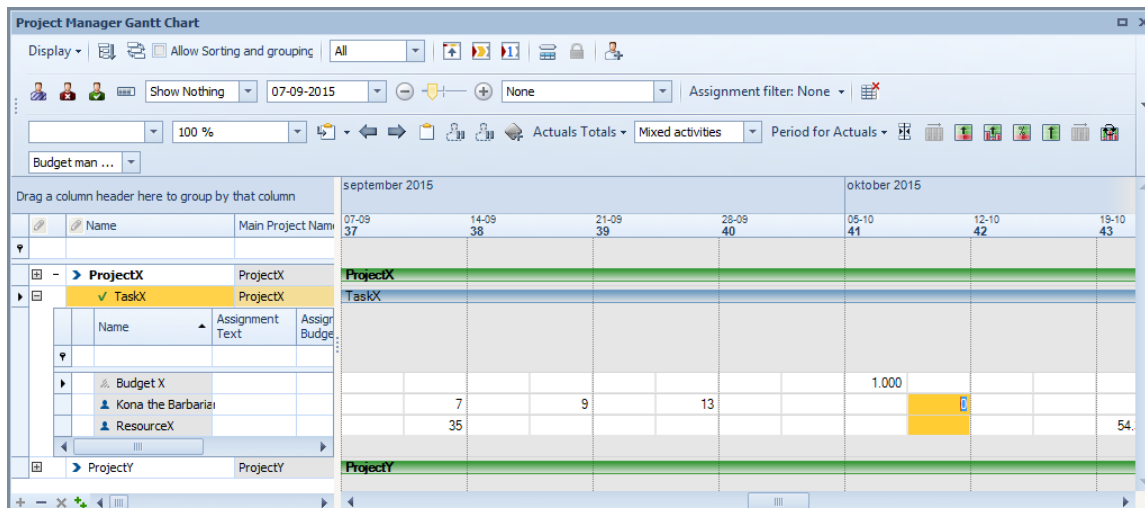 Project Manager Gantt Chart
Display Allow Sorting and grouping All
Show Nothing 07-09-2015 None Assignment filter: None
100 % Actuals Totals Mixed activities Period for Actuals
Budget man ...
Drag a column header here to group by that column
september 2015 oktober 2015
Name Main Project Name
07-09 14-09 21-09 28-09 05-10 12-10 19-10
37 38 39 40 41 42 43
ProjectX ProjectX ProjectX
TaskX ProjectX TaskX
Name Assignment Text Assign Budge
Budget X 1.000
Kona the Barbarian 7 9 13 0
ResourceX 35 54.
ProjectY ProjectY ProjectY